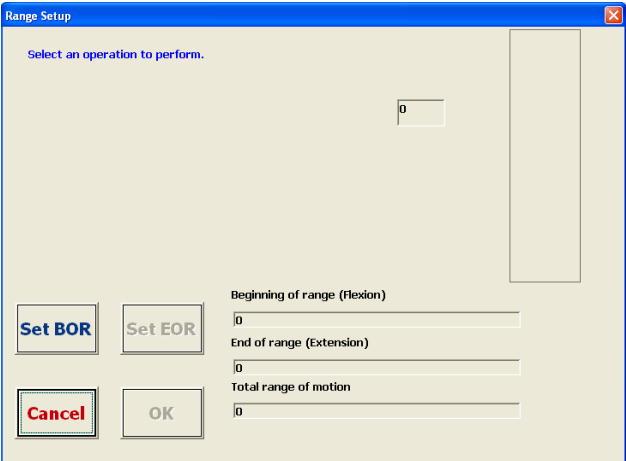 Range Setup
Select an operation to perform.
0
Beginning of range (Flexion)
0
Set BOR
Set EOR
End of range (Extension)
0
Total range of motion
0
Cancel
OK